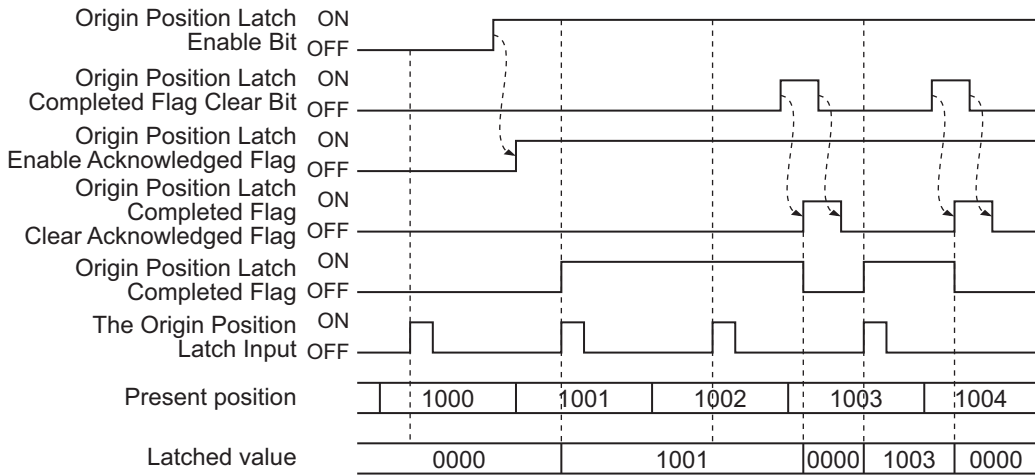 Origin Position Latch ON
Enable Bit OFF
Origin Position Latch ON
Completed Flag Clear Bit OFF
Origin Position Latch ON
Enable Acknowledged Flag OFF
Origin Position Latch ON
Completed Flag
Clear Acknowledged Flag OFF
Origin Position Latch ON
Completed Flag OFF
The Origin Position ON
Latch Input OFF
Present position 1000 1001 1002 1003 1004
Latched value 0000 1001 0000 1003 0000